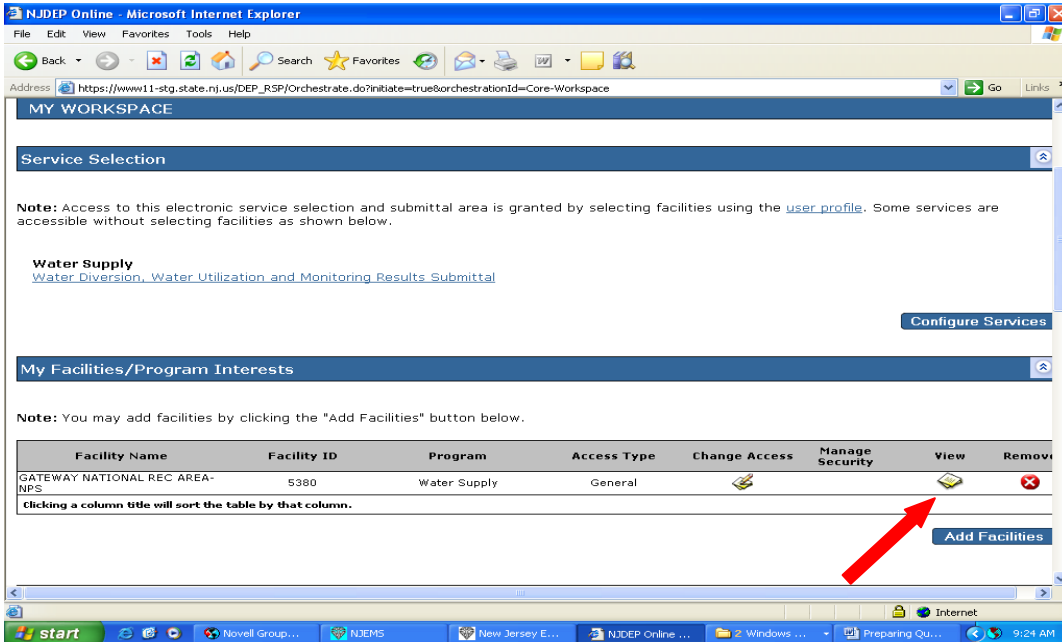 NJDEP Online - Microsoft Internet Explorer
File Edit View Favorites Tools Help
Back Search Favorites
Address https://www11-stg.state.nj.us/DEP_RSP/Orchestrate.do?initiate=true&orchestrationId=Core-Workspace Go Links
MY WORKSPACE
Service Selection
Note: Access to this electronic service selection and submittal area is granted by selecting facilities using the user profile. Some services are
accessible without selecting facilities as shown below.
Water Supply
Water Diversion, Water Utilization and Monitoring Results Submittal
Configure Services
My Facilities/Program Interests
Note: You may add facilities by clicking the "Add Facilities" button below.
Facility Name Facility ID Program Access Type Change Access Manage Security View Remove
GATEWAY NATIONAL REC AREA-
NPS 5380 Water Supply General
Clicking a column title will sort the table by that column.
Add Facilities
Internet
start Novell Group... NJEMS New Jersey E... NJDEP Online ... 2 Windows ... Preparing Qu... 9:24 AM